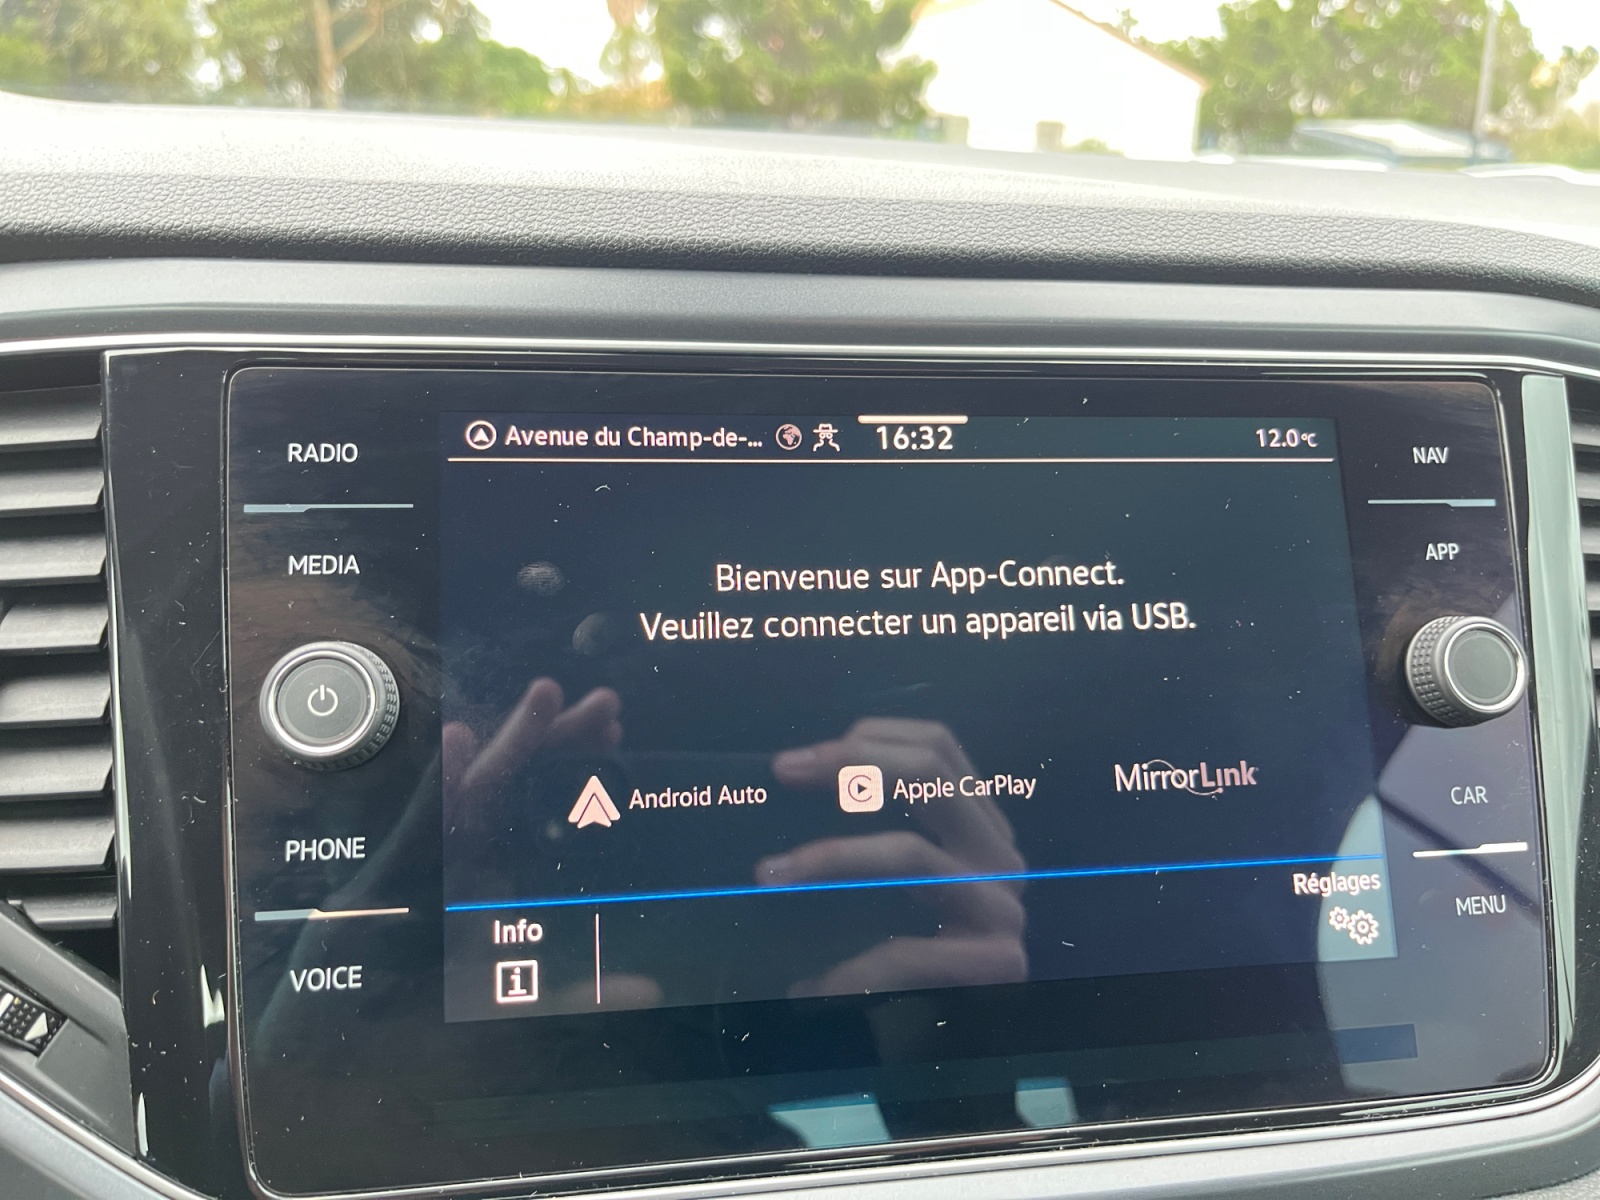 RADIO
MEDIA
PHONE
VOICE
Avenue du Champ-de-...
16:32
12.0°C
Bienvenue sur App-Connect.
Veuillez connecter un appareil via USB.
Android Auto
Apple CarPlay
MirrorLink
Info
i
Réglages
NAV
APP
CAR
MENU